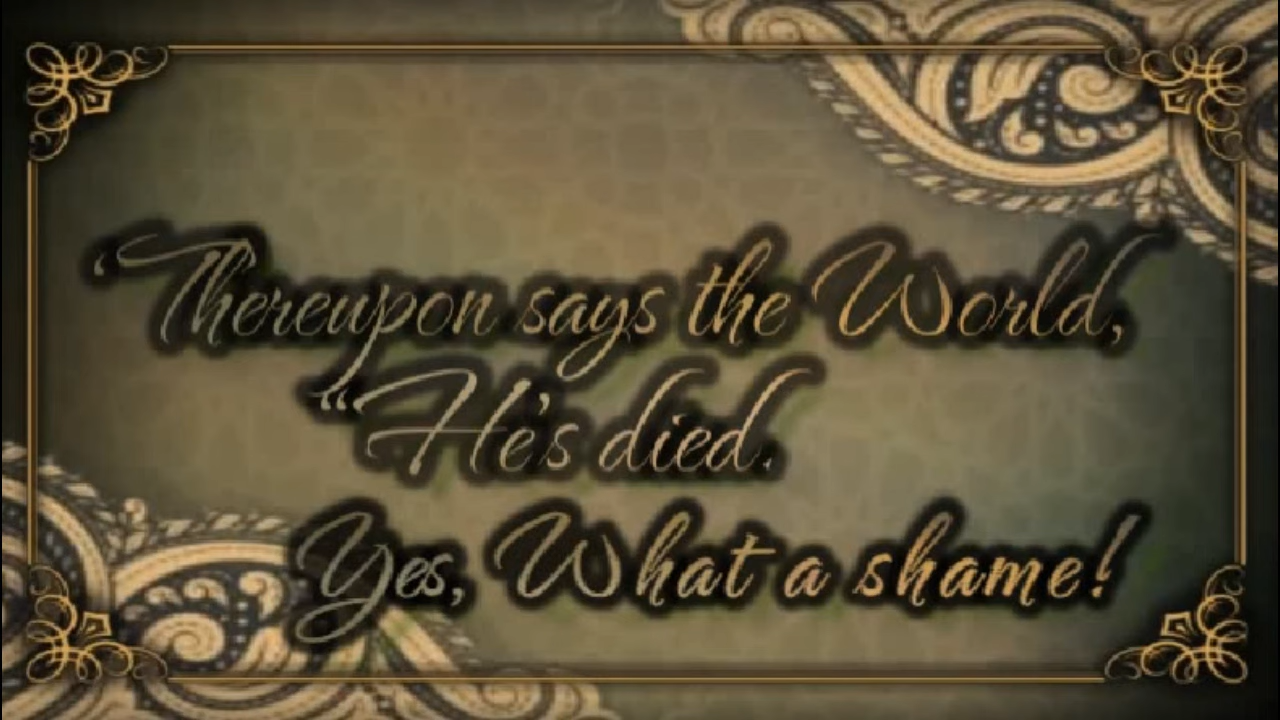 ‘Thereupon says the World,
“He's died.
Yes, What a shame!